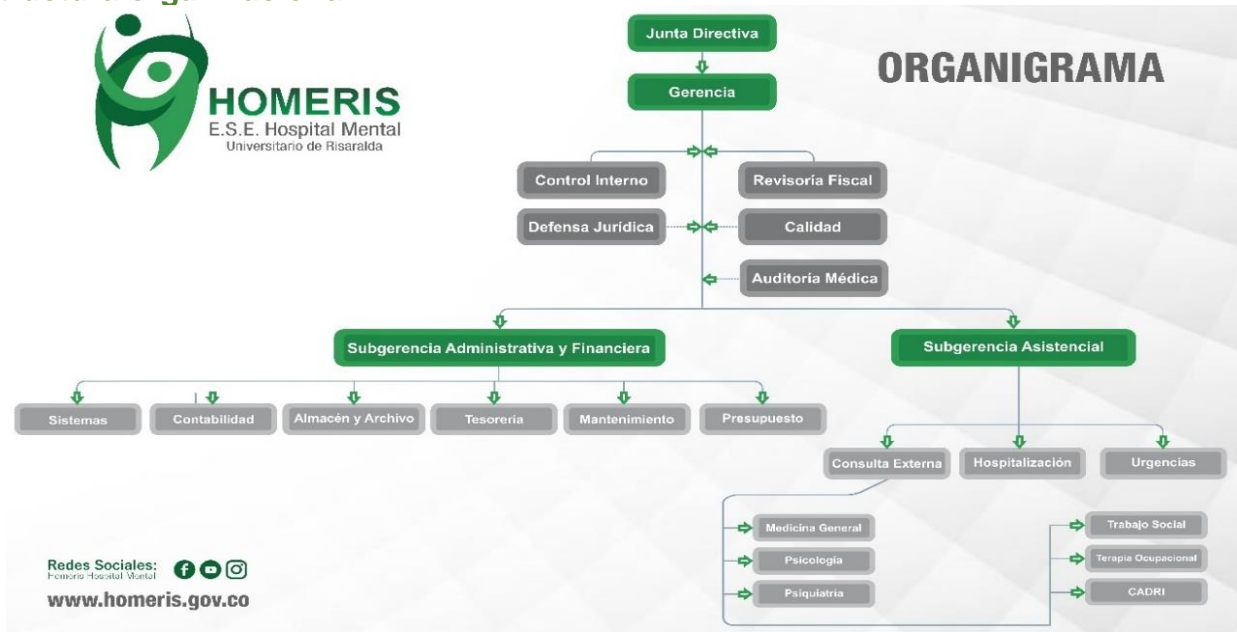 HOMERIS
E.S.E. Hospital Mental
Universitario de Risaralda
ORGANIGRAMA
Junta Directiva
Gerencia
Control Interno
Revisoría Fiscal
Defensa Jurídica
Calidad
Auditoría Médica
Subgerencia Administrativa y Financiera
Subgerencia Asistencial
Sistemas
Contabilidad
Almacén y Archivo
Tesorería
Mantenimiento
Presupuesto
Consulta Externa
Hospitalización
Urgencias
Medicina General
Psicología
Psiquiatría
Trabajo Social
Terapia Ocupacional
CADRI
Redes Sociales:
Homeris Hospital Mental
www.homeris.gov.co